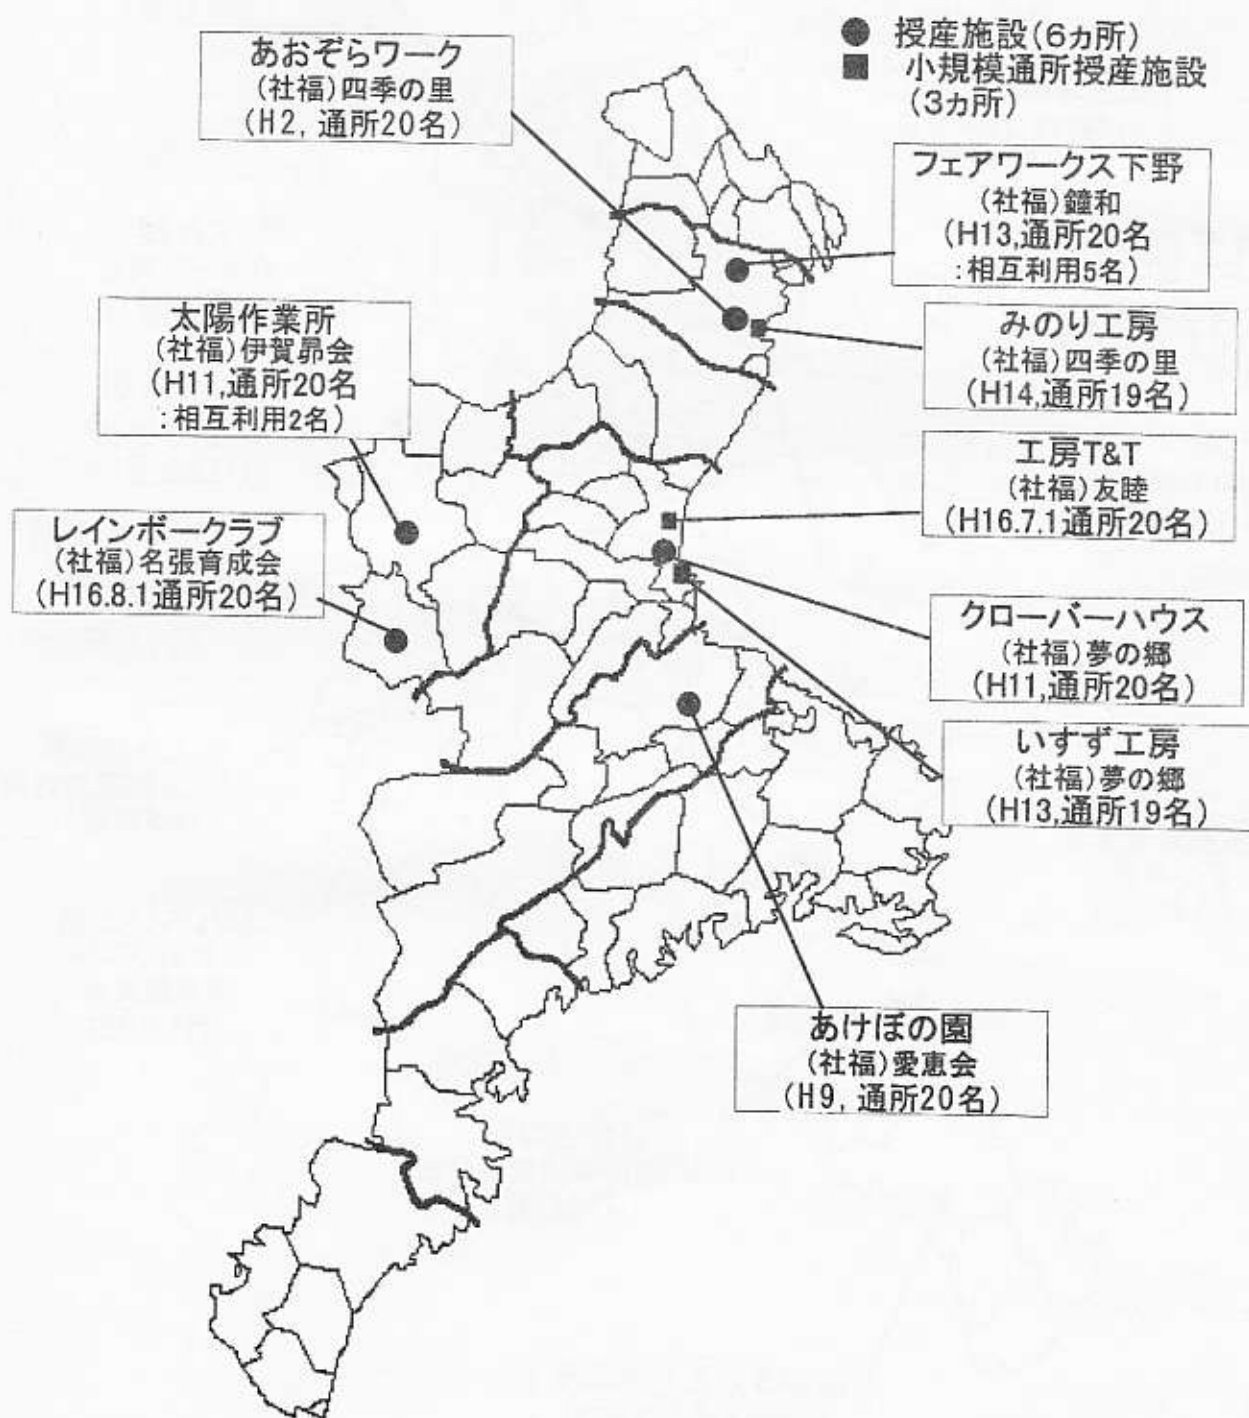 ● 授産施設(6ヵ所)
■ 小規模通所授産施設
(3ヵ所)
あおぞらワーク
(社福)四季の里
(H2, 通所20名)
フェアワークス下野
(社福)鐘和
(H13,通所20名
:相互利用5名)
太陽作業所
(社福)伊賀昴会
(H11,通所20名
:相互利用2名)
みのり工房
(社福)四季の里
(H14,通所19名)
工房T&T
(社福)友睦
(H16.7.1通所20名)
レインボークラブ
(社福)名張育成会
(H16.8.1通所20名)
クローバーハウス
(社福)夢の郷
(H11,通所20名)
いすず工房
(社福)夢の郷
(H13,通所19名)
あけぼの園
(社福)愛恵会
(H9, 通所20名)